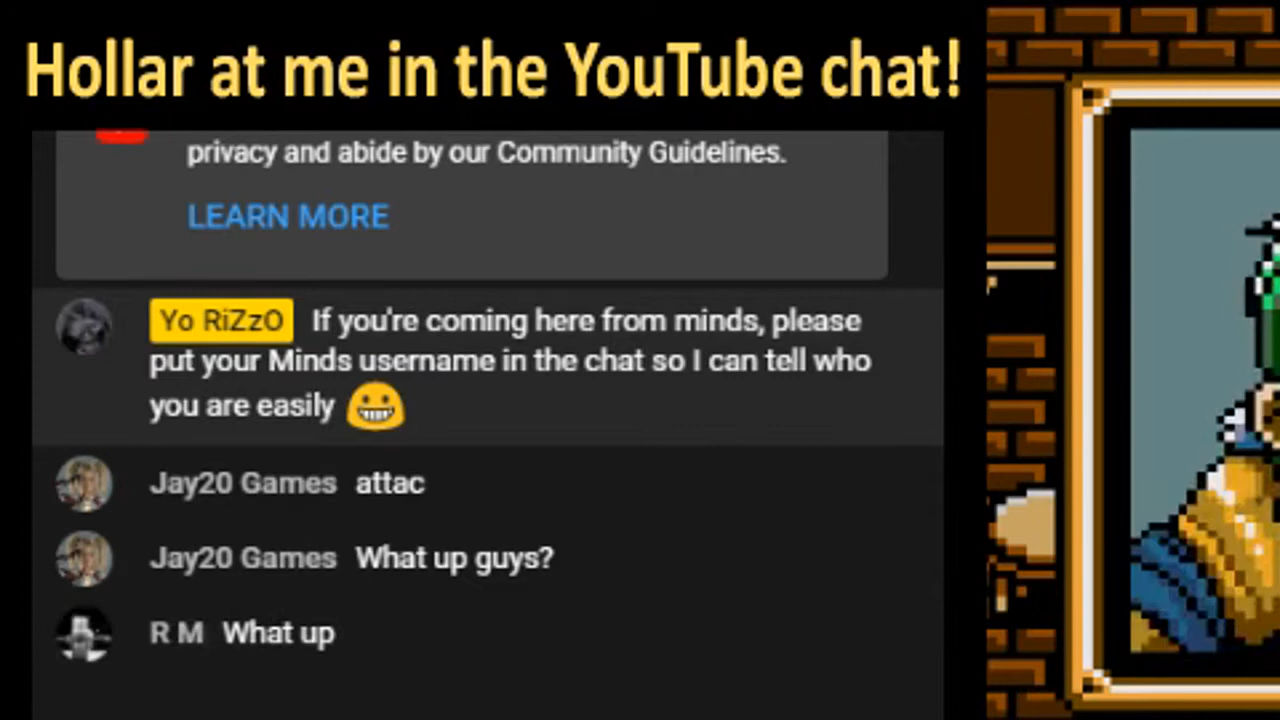 Hollar at me in the YouTube chat!
privacy and abide by our Community Guidelines.
LEARN MORE
Yo RiZzO If you're coming here from minds, please
put your Minds username in the chat so I can tell who
you are easily 😀
Jay20 Games attac
Jay20 Games What up guys?
R M What up